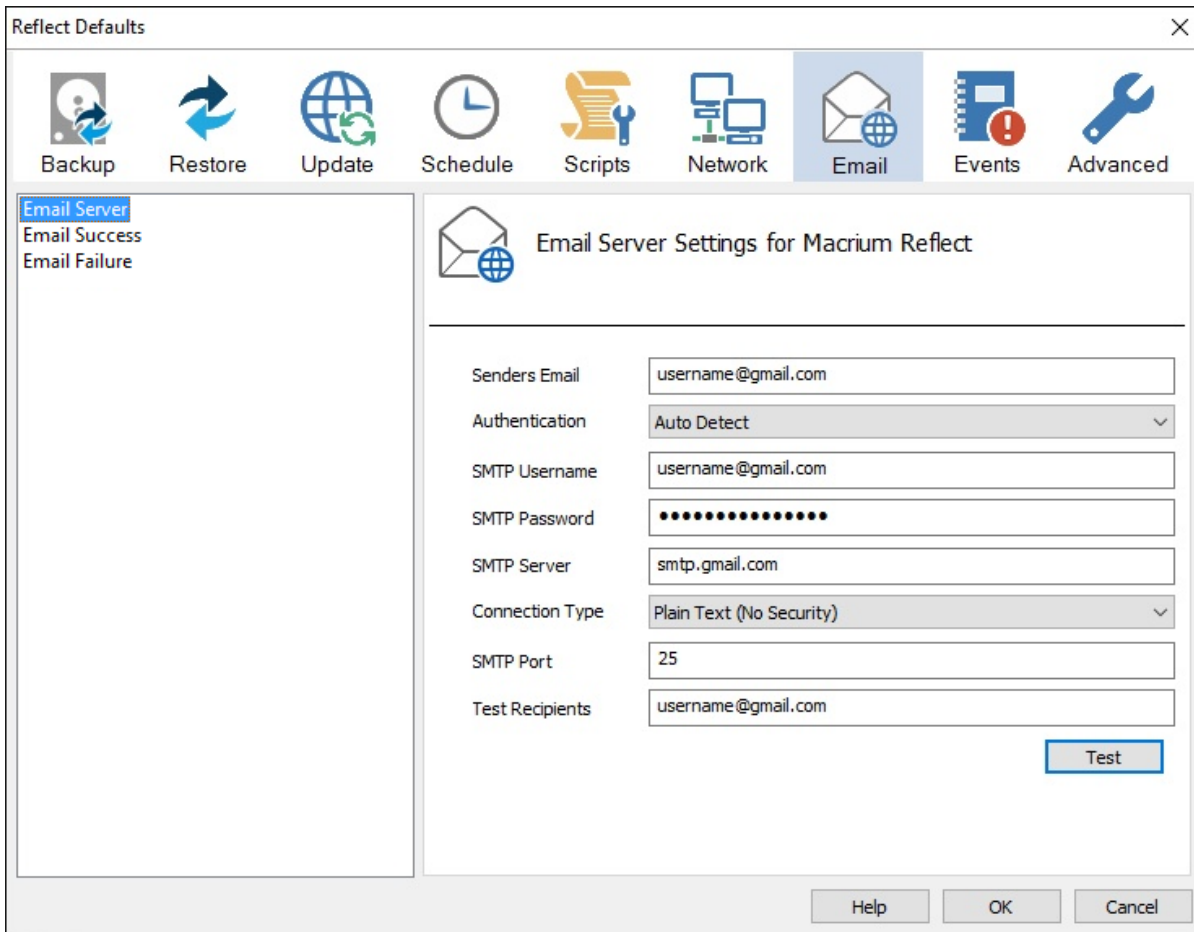 Reflect Defaults
Backup Restore Update Schedule Scripts Network Email Events Advanced
Email Server
Email Success
Email Failure
Email Server Settings for Macrium Reflect
Senders Email username@gmail.com
Authentication Auto Detect
SMTP Username username@gmail.com
SMTP Password •••••••••••••••
SMTP Server smtp.gmail.com
Connection Type Plain Text (No Security)
SMTP Port 25
Test Recipients username@gmail.com
Test
Help OK Cancel